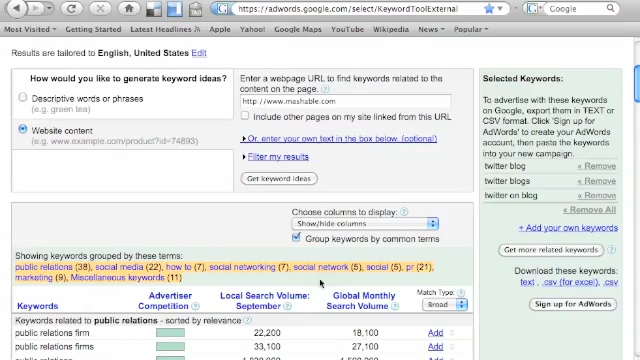 https://adwords.google.com/select/KeywordToolExternal
Google
Most Visited
Getting Started
Latest Headlines
Apple
Yahoo!
Google Maps
YouTube
Wikipedia
News
Popular
Results are tailored to English, United States Edit
How would you like to generate keyword ideas?
Descriptive words or phrases
(e.g. green tea)
Website content
(e.g. www.example.com/product?id=74893)
Enter a webpage URL to find keywords related to the content on the page. ?
http://www.mashable.com
Include other pages on my site linked from this URL
Or, enter your own text in the box below. (optional)
Filter my results
Get keyword ideas
Selected Keywords:
To advertise with these keywords
on Google, export them in TEXT or
CSV format. Click 'Sign up for
AdWords' to create your AdWords
account, then paste the keywords
into your new campaign.
twitter blog « Remove
twitter blogs « Remove
twitter on blog « Remove
« Remove All
+ Add your own keywords
Get more related keywords ?
Download these keywords:
text, .csv (for excel), .csv
Sign up for AdWords
Choose columns to display: ?
Show/hide columns
Group keywords by common terms
Showing keywords grouped by these terms:
public relations (38), social media (22), how to (7), social networking (7), social network (5), social (5), pr (21),
marketing (9), Miscellaneous keywords (11)
Keywords
Advertiser Competition ?
Local Search Volume: September ?
Global Monthly Search Volume ?
Match Type: ?
Broad
Keywords related to public relations - sorted by relevance ?
public relations firm 22,200 18,100 Add
public relations firms 33,100 27,100 Add